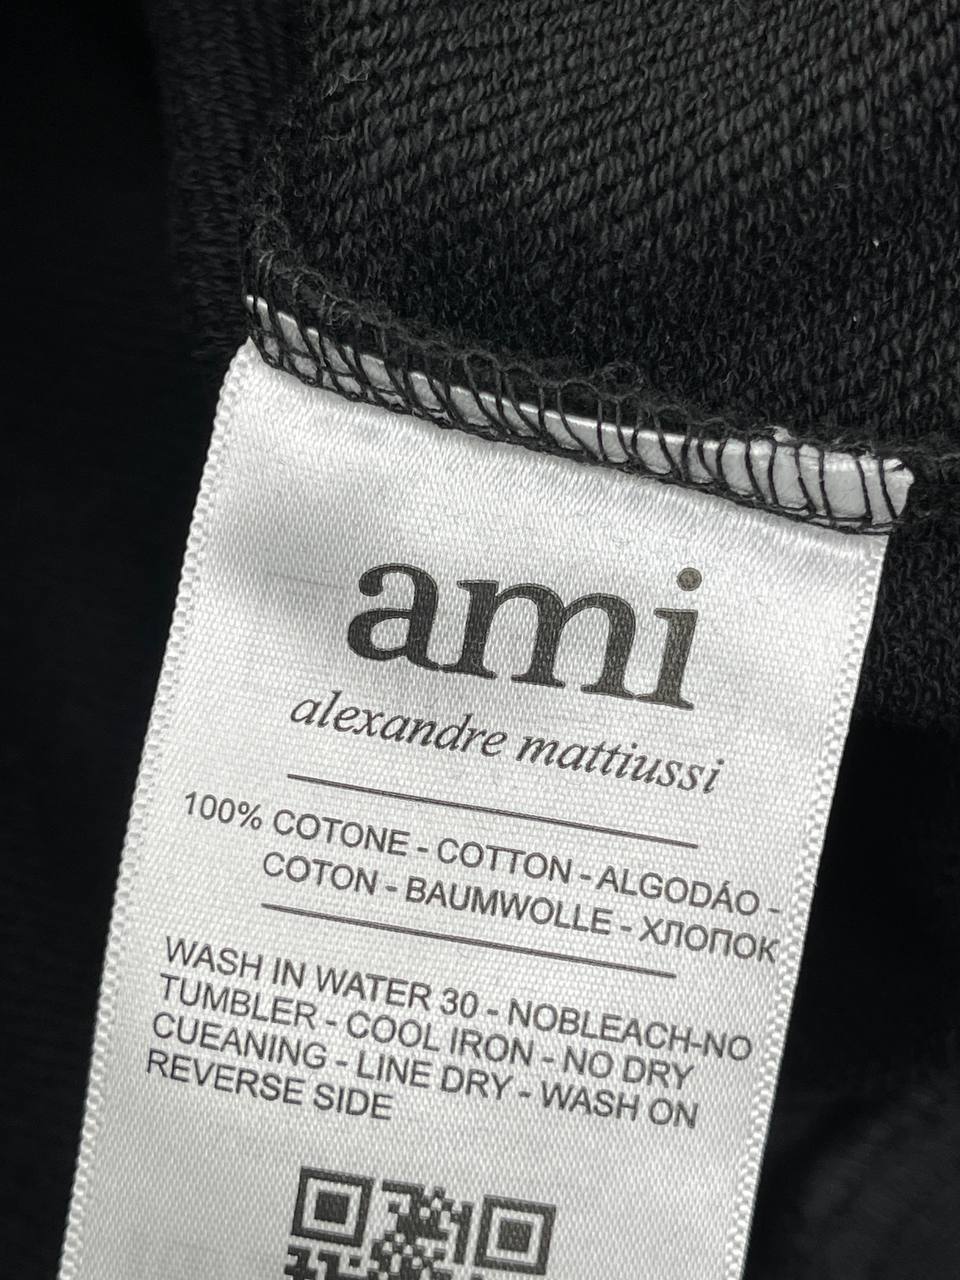 ami
alexandre mattiussi
100% COTONE - COTTON - ALGODÁO -
COTON - BAUMWOLLE - ХЛОПОК
WASH IN WATER 30 - NOBLEACH-NO
TUMBLER - COOL IRON - NO DRY
CUEANING - LINE DRY - WASH ON
REVERSE SIDE